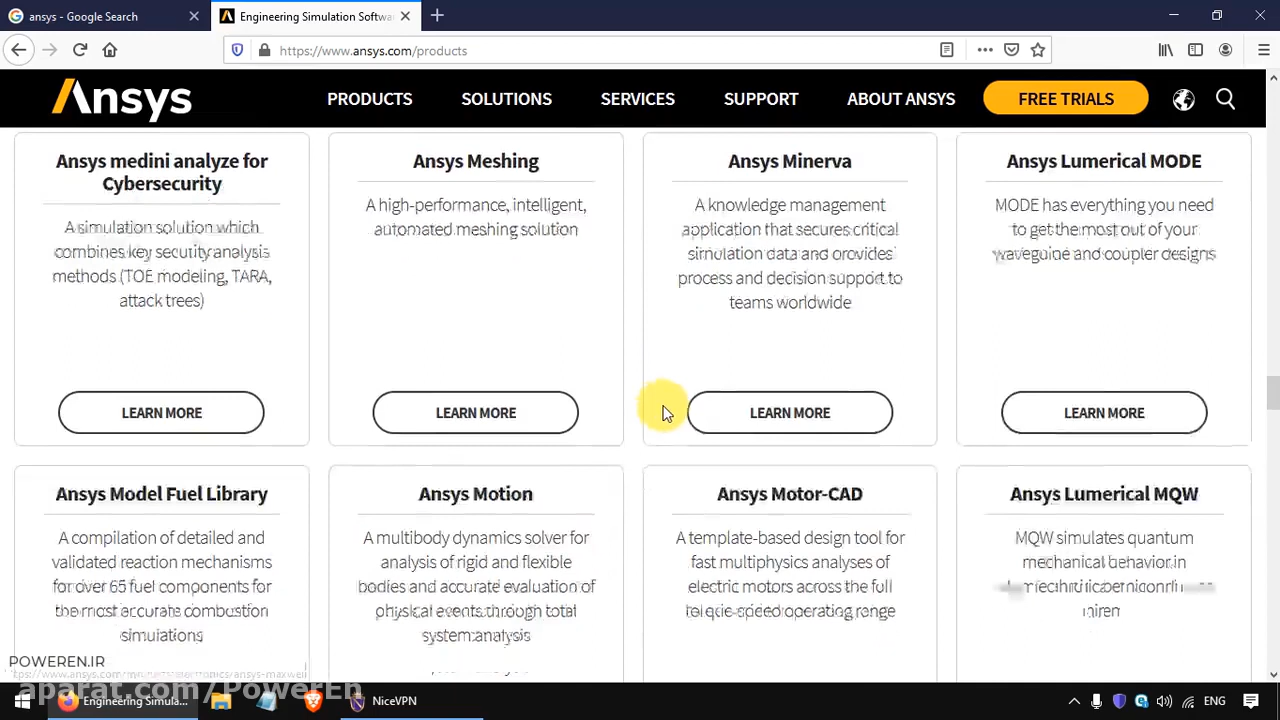 ansys - Google Search
Engineering Simulation Softwa
https://www.ansys.com/products
Ansys
PRODUCTS
SOLUTIONS
SERVICES
SUPPORT
ABOUT ANSYS
FREE TRIALS
Ansys medini analyze for
Cybersecurity
A simulation solution which
combines key security analysis
methods (TOE modeling, TARA,
attack trees)
LEARN MORE
Ansys Meshing
A high-performance, intelligent,
automated meshing solution
LEARN MORE
Ansys Minerva
A knowledge management
application that secures critical
simulation data and provides
process and decision support to
teams worldwide
LEARN MORE
Ansys Lumerical MODE
MODE has everything you need
to get the most out of your
waveguide and coupler designs
LEARN MORE
Ansys Model Fuel Library
A compilation of detailed and
validated reaction mechanisms
for over 65 fuel components for
the most accurate combustion
simulations
Ansys Motion
A multibody dynamics solver for
analysis of rigid and flexible
bodies and accurate evaluation of
physical events through total
system analysis
Ansys Motor-CAD
A template-based design tool for
fast multiphysics analyses of
electric motors across the full
operating range
Ansys Lumerical MQW
MQW simulates quantum
mechanical behavior in
POWEREN.IR
aparat.com/PowerEn
Engineering Simula...
NiceVPN
ENG